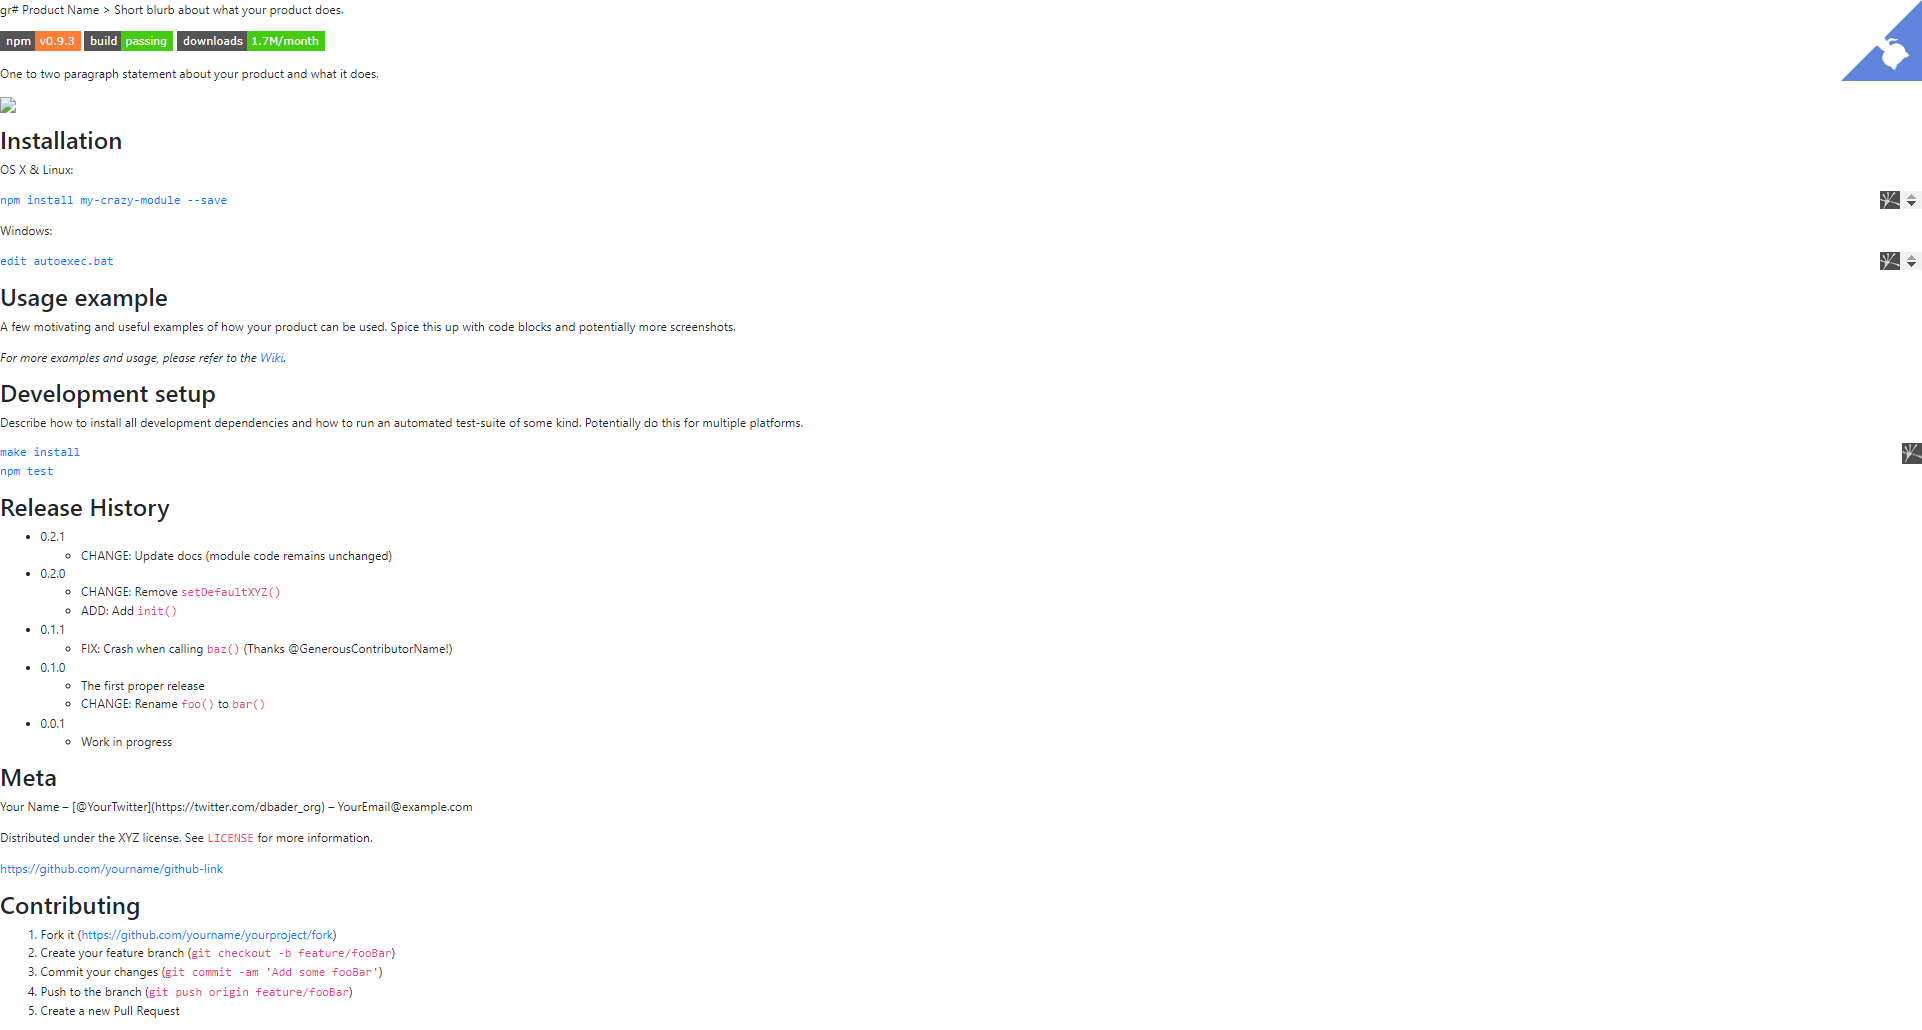 gr# Product Name > Short blurb about what your product does.
npm v0.9.3 build passing downloads 1.7M/month
One to two paragraph statement about your product and what it does.
Installation
OS X & Linux:
npm install my-crazy-module --save
Windows:
edit autoexec.bat
Usage example
A few motivating and useful examples of how your product can be used. Spice this up with code blocks and potentially more screenshots.
For more examples and usage, please refer to the Wiki.
Development setup
Describe how to install all development dependencies and how to run an automated test-suite of some kind. Potentially do this for multiple platforms.
make install
npm test
Release History
• 0.2.1
◦ CHANGE: Update docs (module code remains unchanged)
• 0.2.0
◦ CHANGE: Remove setDefaultXYZ()
◦ ADD: Add init()
• 0.1.1
◦ FIX: Crash when calling baz() (Thanks @GenerousContributorName!)
• 0.1.0
◦ The first proper release
◦ CHANGE: Rename foo() to bar()
• 0.0.1
◦ Work in progress
Meta
Your Name – [@YourTwitter](https://twitter.com/dbader_org) – YourEmail@example.com
Distributed under the XYZ license. See LICENSE for more information.
https://github.com/yourname/github-link
Contributing
1. Fork it (https://github.com/yourname/yourproject/fork)
2. Create your feature branch (git checkout -b feature/fooBar)
3. Commit your changes (git commit -am 'Add some fooBar')
4. Push to the branch (git push origin feature/fooBar)
5. Create a new Pull Request